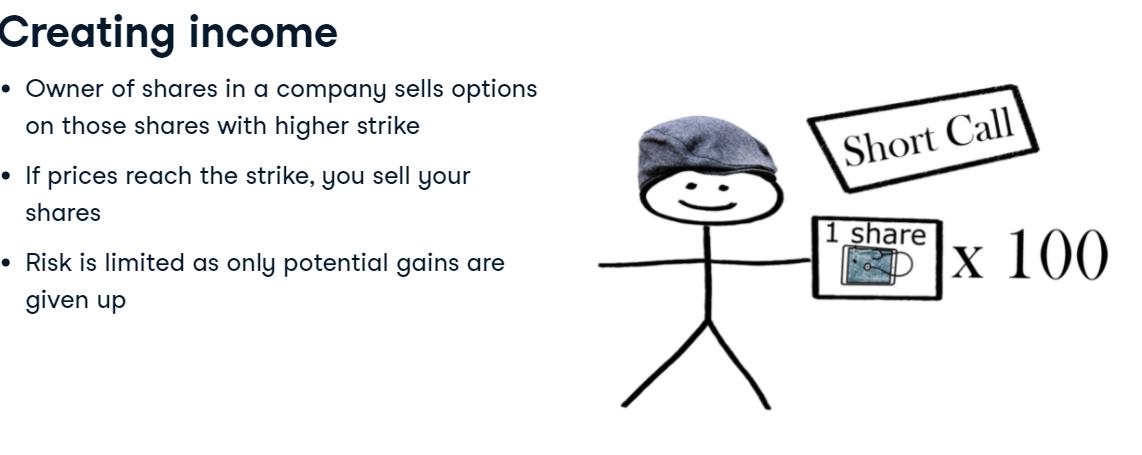 Creating income
• Owner of shares in a company sells options
on those shares with higher strike
• If prices reach the strike, you sell your
shares
• Risk is limited as only potential gains are
given up
Short Call
1 share
x 100